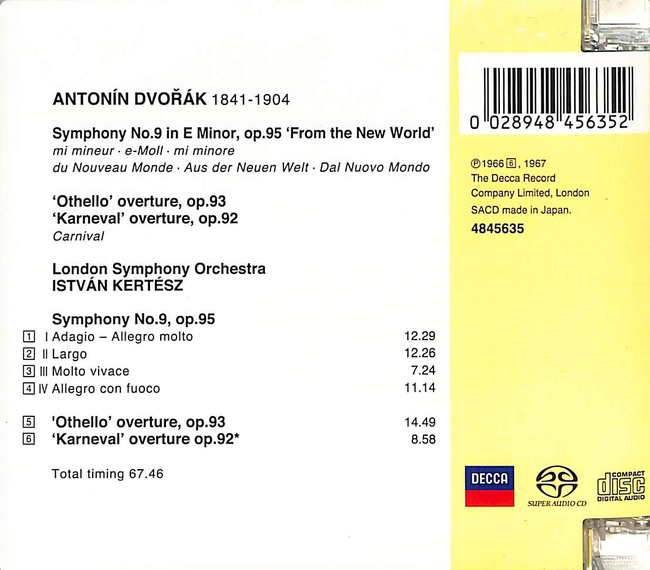 ANTONÍN DVOŘÁK 1841-1904
Symphony No.9 in E Minor, op.95 ‘From the New World’
mi mineur · e-Moll · mi minore
du Nouveau Monde · Aus der Neuen Welt · Dal Nuovo Mondo
‘Othello’ overture, op.93
‘Karneval’ overture, op.92
Carnival
London Symphony Orchestra
ISTVÁN KERTÉSZ
Symphony No.9, op.95
1 I Adagio – Allegro molto 12.29
2 II Largo 12.26
3 III Molto vivace 7.24
4 IV Allegro con fuoco 11.14
5 'Othello’ overture, op.93 14.49
6 ‘Karneval’ overture op.92* 8.58
Total timing 67.46
0 028948 456352
℗1966 6, 1967
The Decca Record
Company Limited, London
SACD made in Japan.
4845635
DECCA
SUPER AUDIO CD
COMPACT
disc
DIGITAL AUDIO